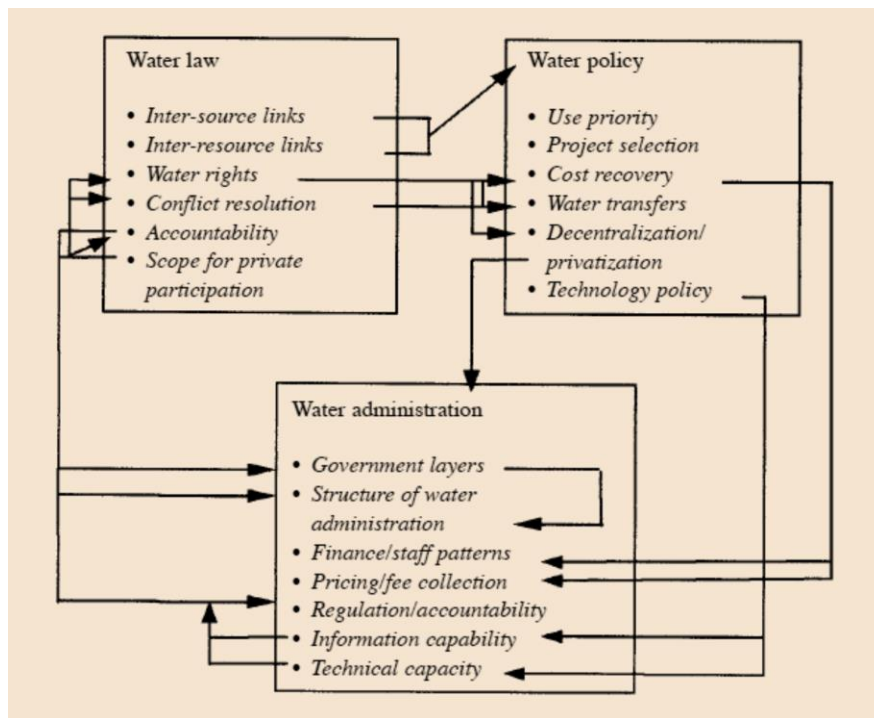 Water law
• Inter-source links
• Inter-resource links
• Water rights
• Conflict resolution
• Accountability
• Scope for private
participation
Water policy
• Use priority
• Project selection
• Cost recovery
• Water transfers
• Decentralization/
privatization
• Technology policy
Water administration
• Government layers
• Structure of water
administration
• Finance/staff patterns
• Pricing/fee collection
• Regulation/accountability
• Information capability
• Technical capacity